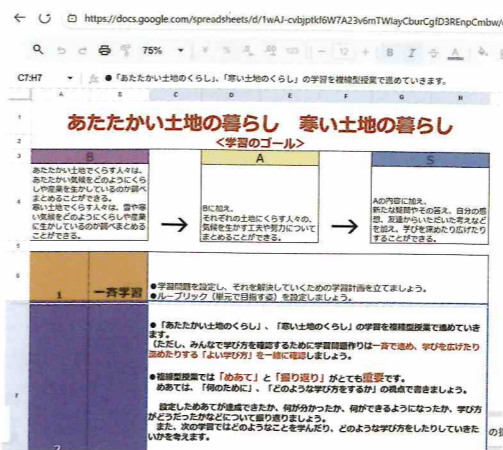 https://docs.google.com/spreadsheets/d/1wAJ-cvbjptkf6W7A23v6mTWIayCburCgfD3REnpCmbw/
75%
12
B I A
C7:H7 fx ●「あたたかい土地のくらし」、「寒い土地のくらし」の学習を複線型授業で進めていきます。
A B C D E F G H
1 あたたかい土地の暮らし 寒い土地の暮らし
2 <学習のゴール>
3 B A S
あたたかい土地でくらす人々は、
あたたかい気候をどのようにくら
しや産業を生かしているのか調べ
まとめることができる。
寒い土地でくらす人々は、雪や寒
い気候をどのようにくらしや産業
に生かしているのか調べまとめる
ことができる。
→
Bに加え、
それぞれの土地にくらす人々の、
気候を生かす工夫や努力について
まとめることができる。
→
Aの内容に加え、
新たな疑問やその答え、自分の感
想、友達からいただいた考えなど
を加え、学びを深めたり広げたり
することができる。
4
5
6
1 一斉学習
●学習問題を設定し、それを解決していくための学習計画を立てましょう。
●ルーブリック（単元で目指す姿）を設定しましょう。
●「あたたかい土地のくらし」、「寒い土地のくらし」の学習を複線型授業で進めていき
ます。
（ただし、みんなで学び方を確認するために学習問題作りは一斉で進め、学びを広げたり
深めたりする「よい学び方」を一緒に確認しましょう。
●複線型授業では「めあて」と「振り返り」がとても重要です。
めあては、「何のために」、「どのような学び方をするか」の視点で書きましょう。
設定しためあてが達成できたか、何が分かったか、何ができるようになったか、学び方
がどうだったかなどについて振り返りましょう。
また、次の学習ではどのようなことを学んだり、どのような学び方をしたりしていきた
いかを考えます。
7
2